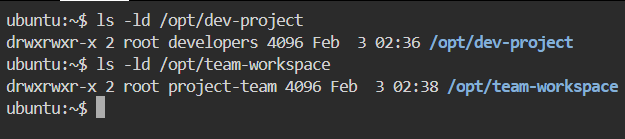 ubuntu:~$ ls -ld /opt/dev-project
drwxrwxr-x 2 root developers 4096 Feb  3 02:36 /opt/dev-project
ubuntu:~$ ls -ld /opt/team-workspace
drwxrwxr-x 2 root project-team 4096 Feb  3 02:38 /opt/team-workspace
ubuntu:~$